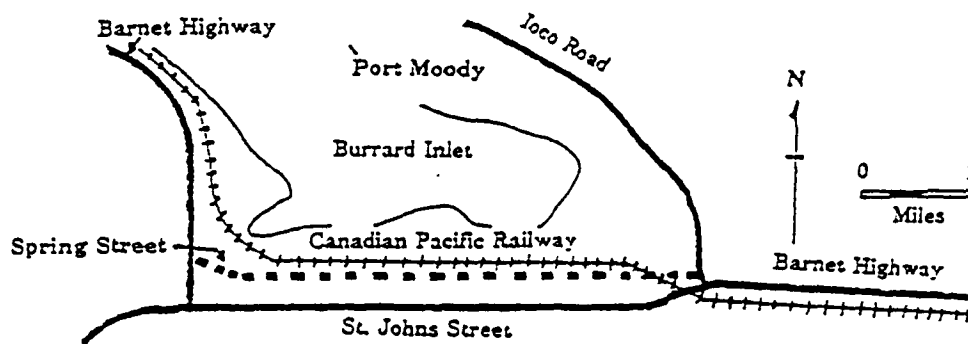 Barnet Highway
Ioco Road
Port Moody
N
Burrard Inlet
0
Miles
Spring Street
Canadian Pacific Railway
Barnet Highway
St. Johns Street